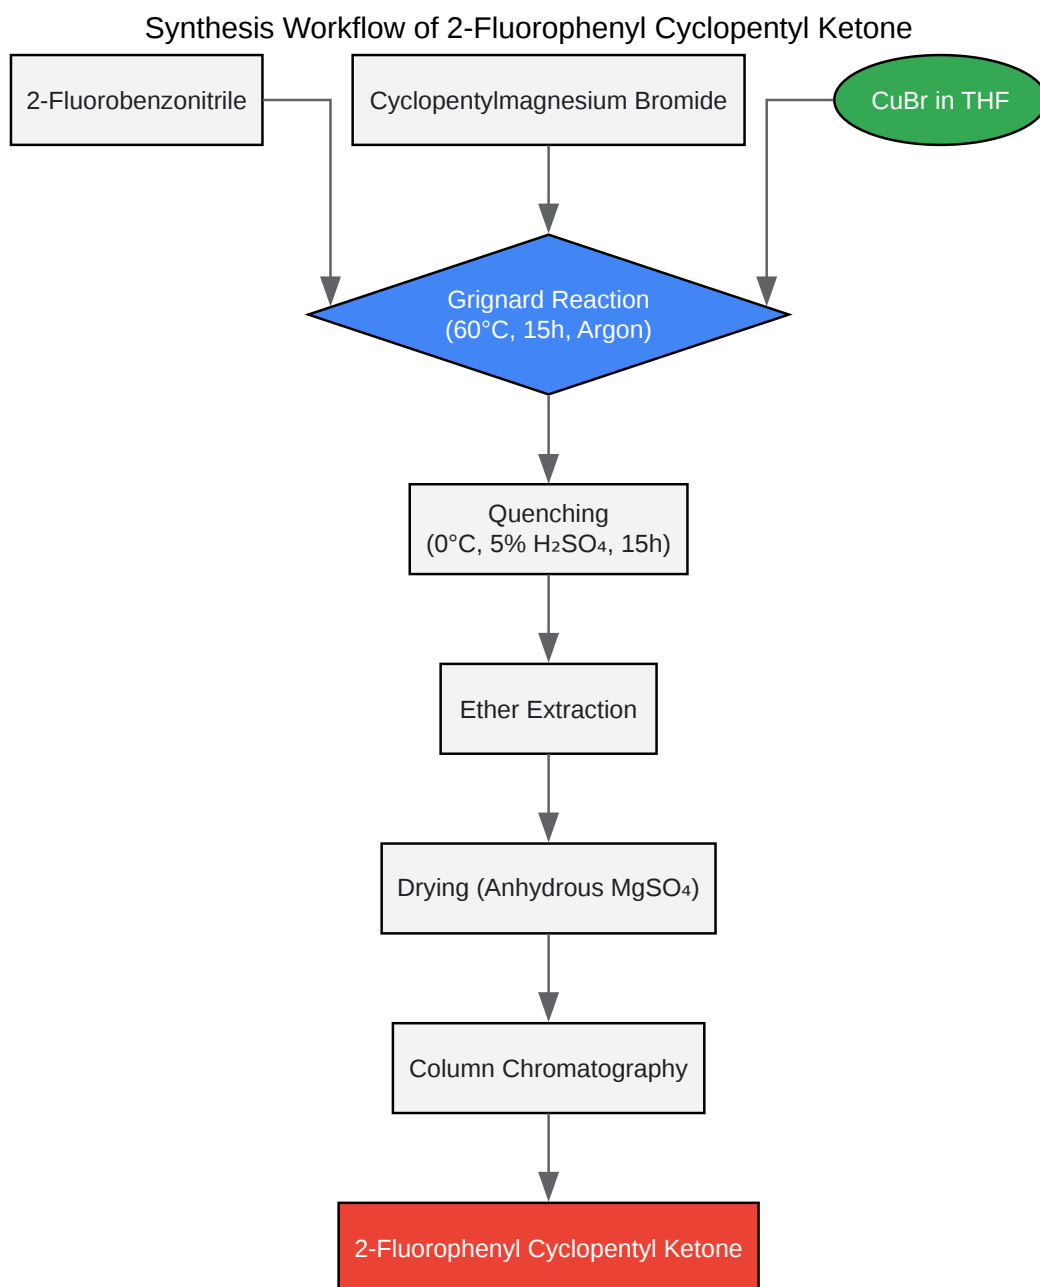 Synthesis Workflow of 2-Fluorophenyl Cyclopentyl Ketone
2-Fluorobenzonitrile
Cyclopentylmagnesium Bromide
CuBr in THF
Grignard Reaction
(60°C, 15h, Argon)
Quenching
(0°C, 5% H₂SO₄, 15h)
Ether Extraction
Drying (Anhydrous MgSO₄)
Column Chromatography
2-Fluorophenyl Cyclopentyl Ketone